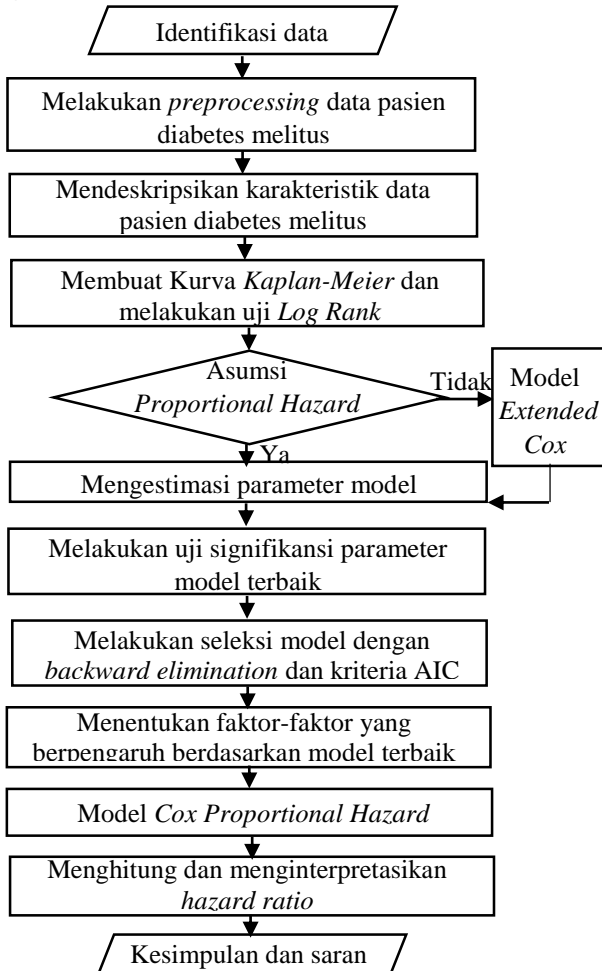 Identifikasi data
Melakukan preprocessing data pasien
diabetes melitus
Mendeskripsikan karakteristik data
pasien diabetes melitus
Membuat Kurva Kaplan-Meier dan
melakukan uji Log Rank
Asumsi
Proportional Hazard
Tidak
Model
Extended
Cox
Ya
Mengestimasi parameter model
Melakukan uji signifikansi parameter
model terbaik
Melakukan seleksi model dengan
backward elimination dan kriteria AIC
Menentukan faktor-faktor yang
berpengaruh berdasarkan model terbaik
Model Cox Proportional Hazard
Menghitung dan menginterpretasikan
hazard ratio
Kesimpulan dan saran